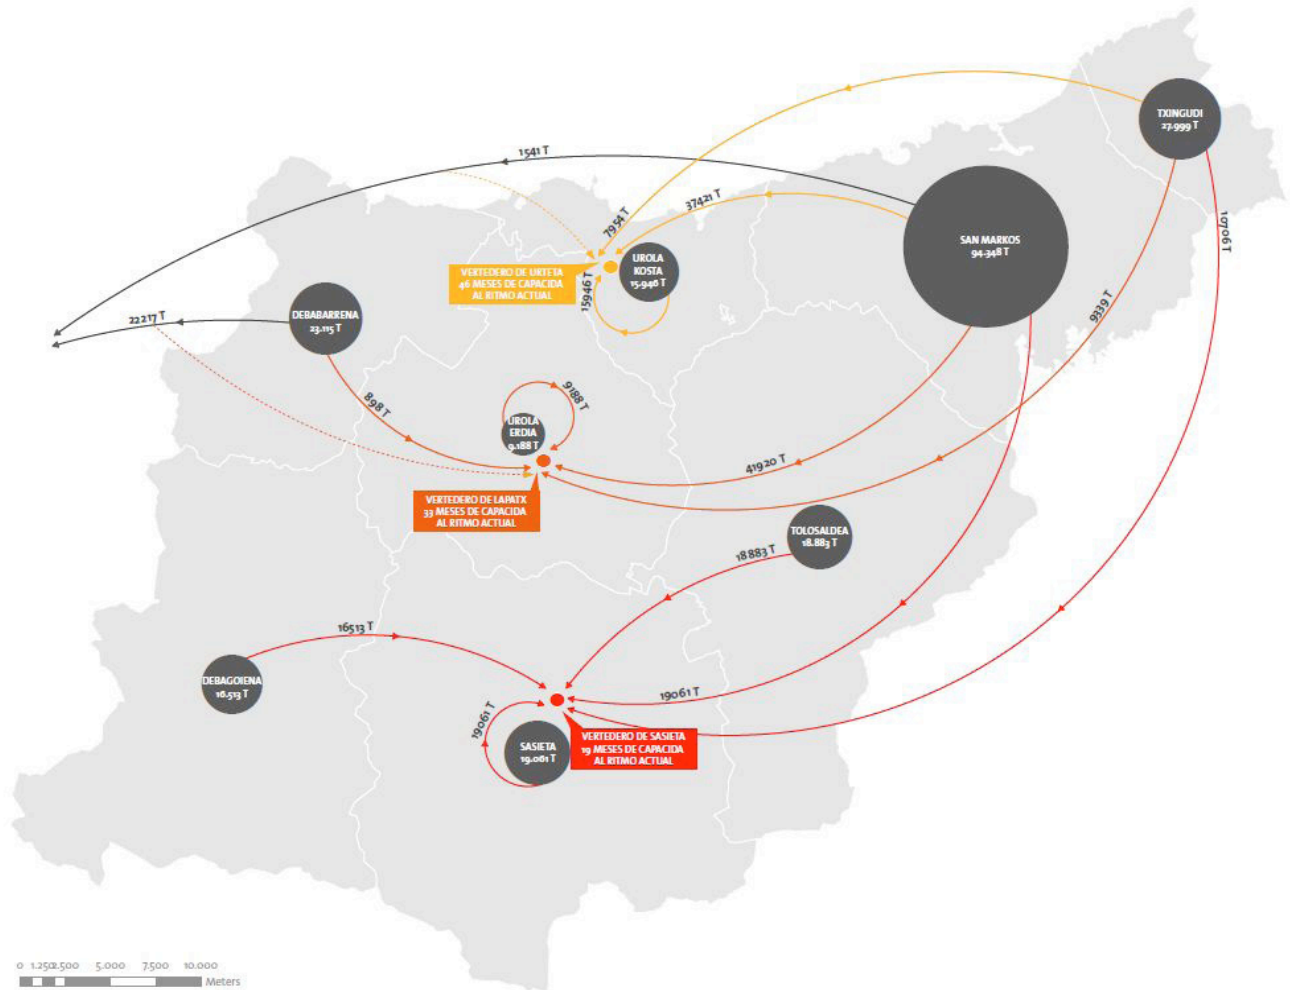 TXINGUDI
27.999 T
1541 T
7954 T
37421 T
10706 T
SAN MARKOS
94.348 T
UROLA
KOSTA
15.946 T
VERTEDERO DE URTETA
46 MESES DE CAPACIDA
AL RITMO ACTUAL
15946 T
22217 T
DEBABARRENA
23.115 T
9339 T
898 T
9188 T
UROLA
ERDIA
9.188 T
41920 T
VERTEDERO DE LAPATX
33 MESES DE CAPACIDA
AL RITMO ACTUAL
TOLOSALDEA
18.883 T
18883 T
16513 T
DEBAGOIENA
16.513 T
19061 T
19061 T
SASIETA
19.061 T
VERTEDERO DE SASIETA
19 MESES DE CAPACIDA
AL RITMO ACTUAL
0 1.250 2.500 5.000 7.500 10.000
Meters